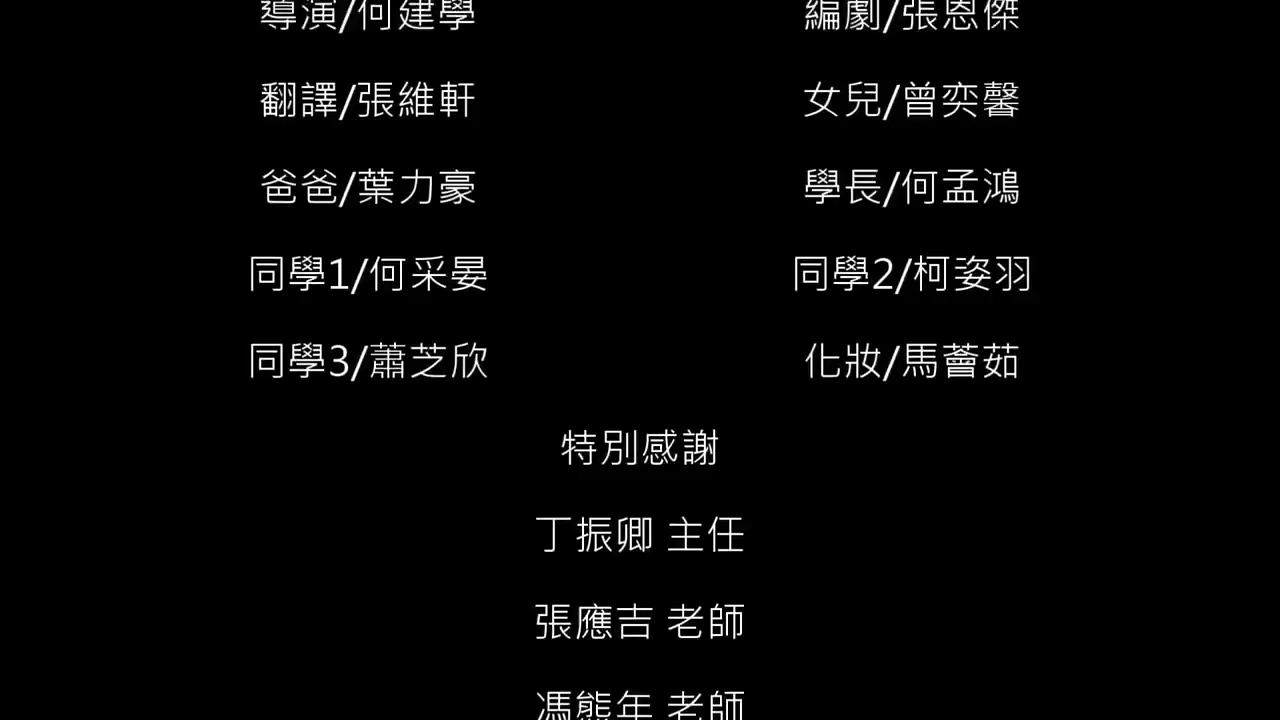 導演/何建學 編劇/張恩傑
翻譯/張維軒 女兒/曾奕馨
爸爸/葉力豪 學長/何孟鴻
同學1/何采晏 同學2/柯姿羽
同學3/蕭芝欣 化妝/馬薈茹
特別感謝
丁振卿 主任
張應吉 老師
馮熊年 老師